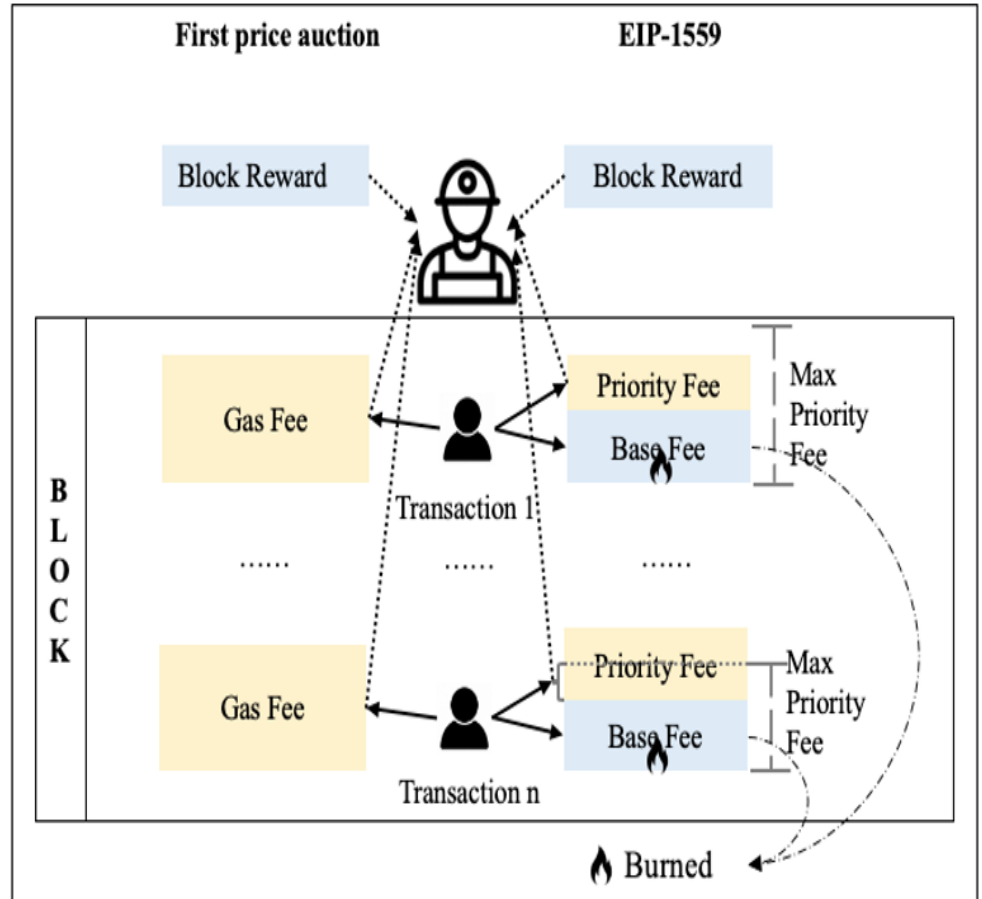 First price auction
EIP-1559
Block Reward
Block Reward
Gas Fee
Priority Fee
Base Fee
Max
Priority
Fee
Transaction 1
B
L
O
C
K
......
......
......
Gas Fee
Priority Fee
Base Fee
Max
Priority
Fee
Transaction n
Burned